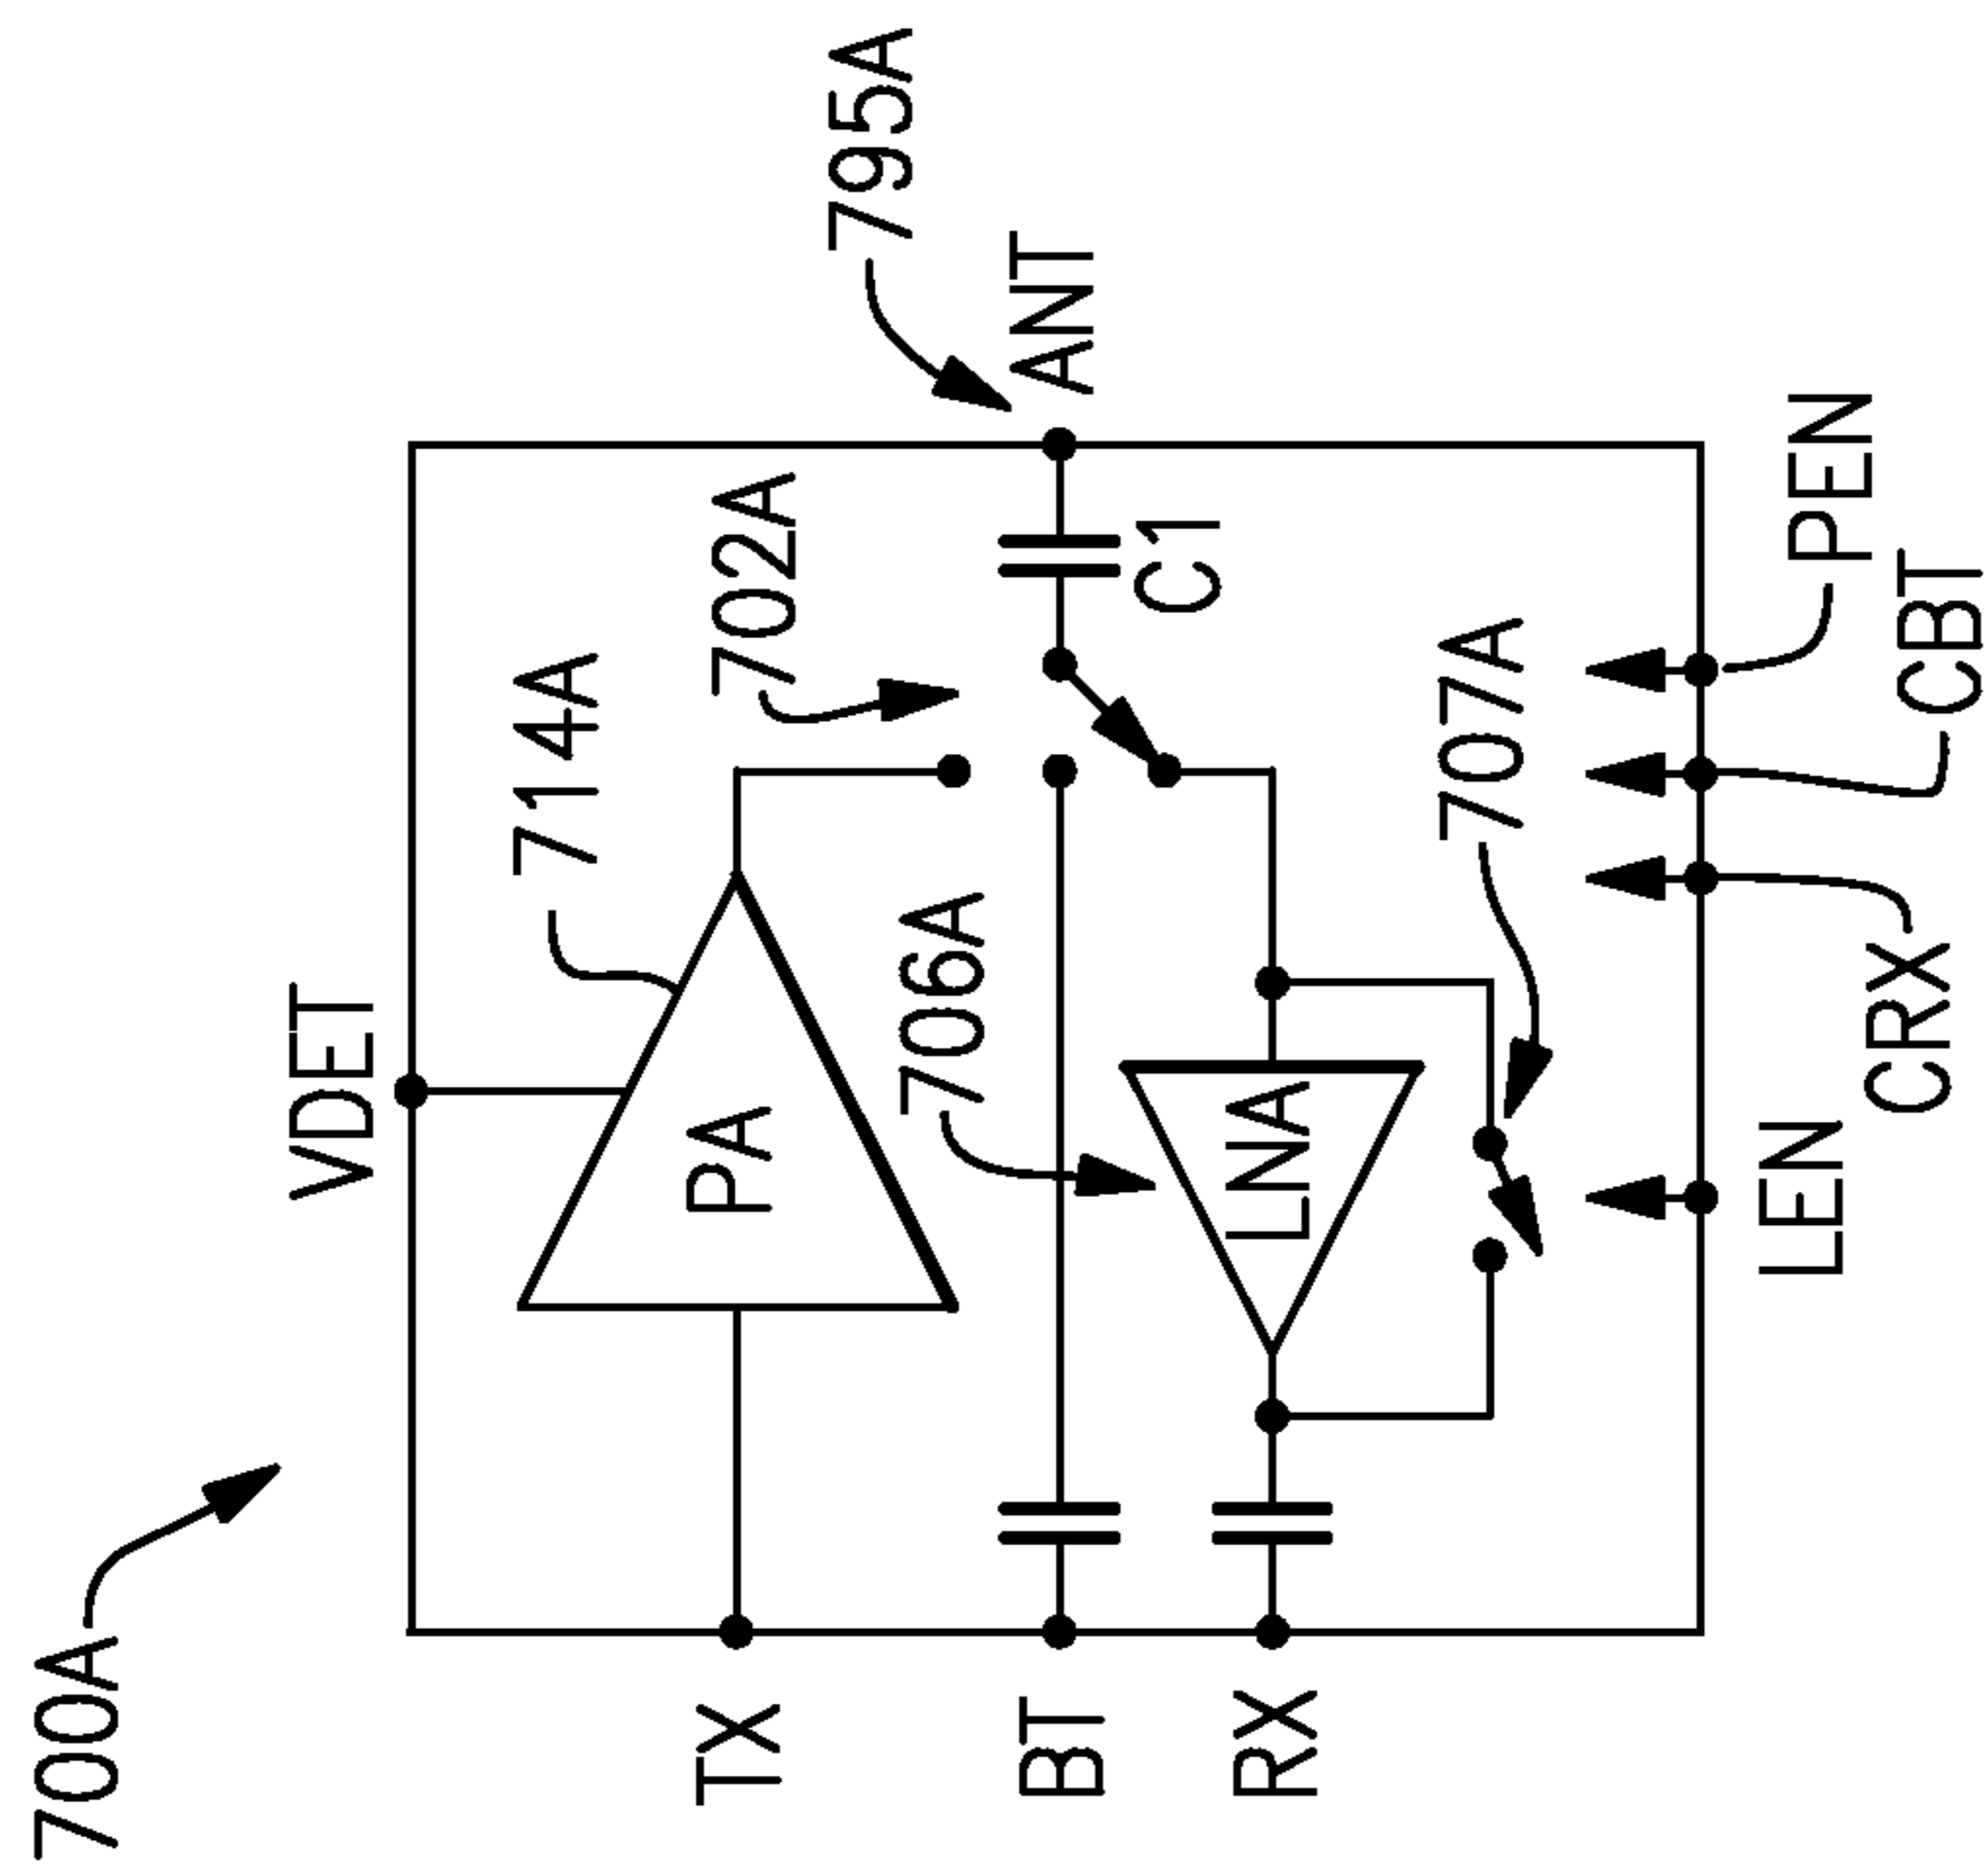 700A
VDET
714A
PA
702A
795A
ANT
C1
706A
LNA
707A
TX
BT
RX
LEN
CRX
CBT
PEN